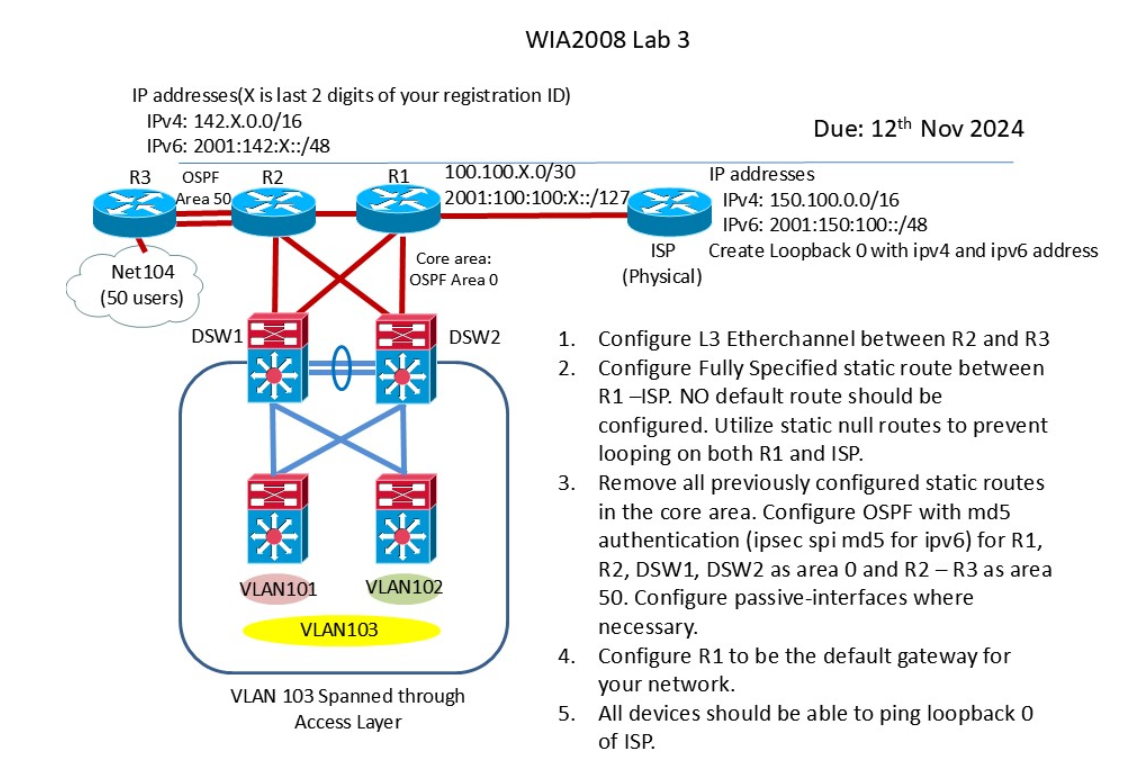 WIA2008 Lab 3
IP addresses(X is last 2 digits of your registration ID)
IPv4: 142.X.0.0/16
IPv6: 2001:142:X::/48
Due: 12th Nov 2024
R3
OSPF
Area 50
R2
R1
100.100.X.0/30
2001:100:100:X::/127
IP addresses
IPv4: 150.100.0.0/16
IPv6: 2001:150:100::/48
Create Loopback 0 with ipv4 and ipv6 address
ISP
(Physical)
Net104
(50 users)
Core area:
OSPF Area 0
DSW1
DSW2
VLAN101
VLAN102
VLAN103
VLAN 103 Spanned through
Access Layer
1. Configure L3 Etherchannel between R2 and R3
2. Configure Fully Specified static route between
R1 –ISP. NO default route should be
configured. Utilize static null routes to prevent
looping on both R1 and ISP.
3. Remove all previously configured static routes
in the core area. Configure OSPF with md5
authentication (ipsec spi md5 for ipv6) for R1,
R2, DSW1, DSW2 as area 0 and R2 – R3 as area
50. Configure passive-interfaces where
necessary.
4. Configure R1 to be the default gateway for
your network.
5. All devices should be able to ping loopback 0
of ISP.